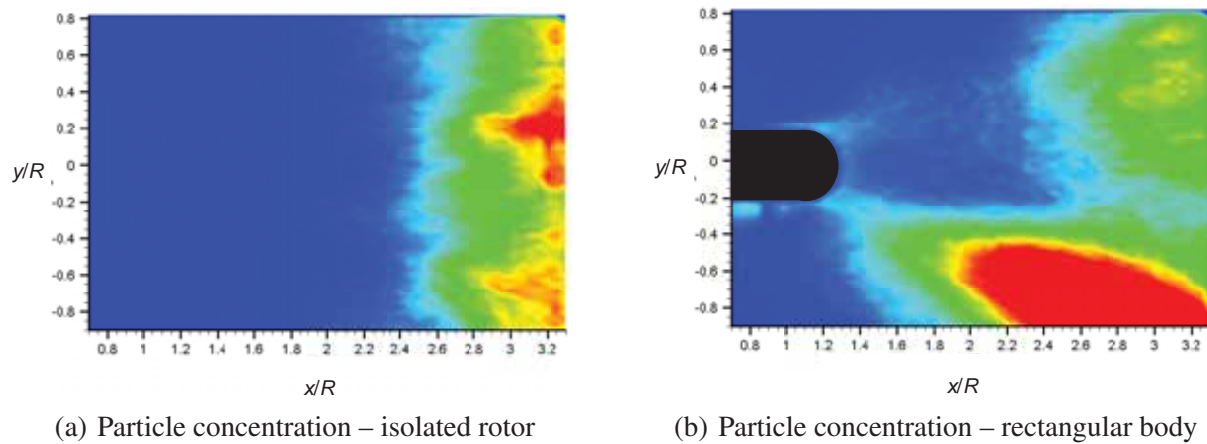 0.8
0.6
0.4
0.2
0
-0.2
-0.4
-0.6
-0.8
y/R
0.8 1 1.2 1.4 1.6 1.8 2 2.2 2.4 2.6 2.8 3 3.2
x/R
(a) Particle concentration – isolated rotor
0.8
0.6
0.4
0.2
0
-0.2
-0.4
-0.6
-0.8
y/R
0.8 1 1.2 1.4 1.6 1.8 2 2.2 2.4 2.6 2.8 3 3.2
x/R
(b) Particle concentration – rectangular body